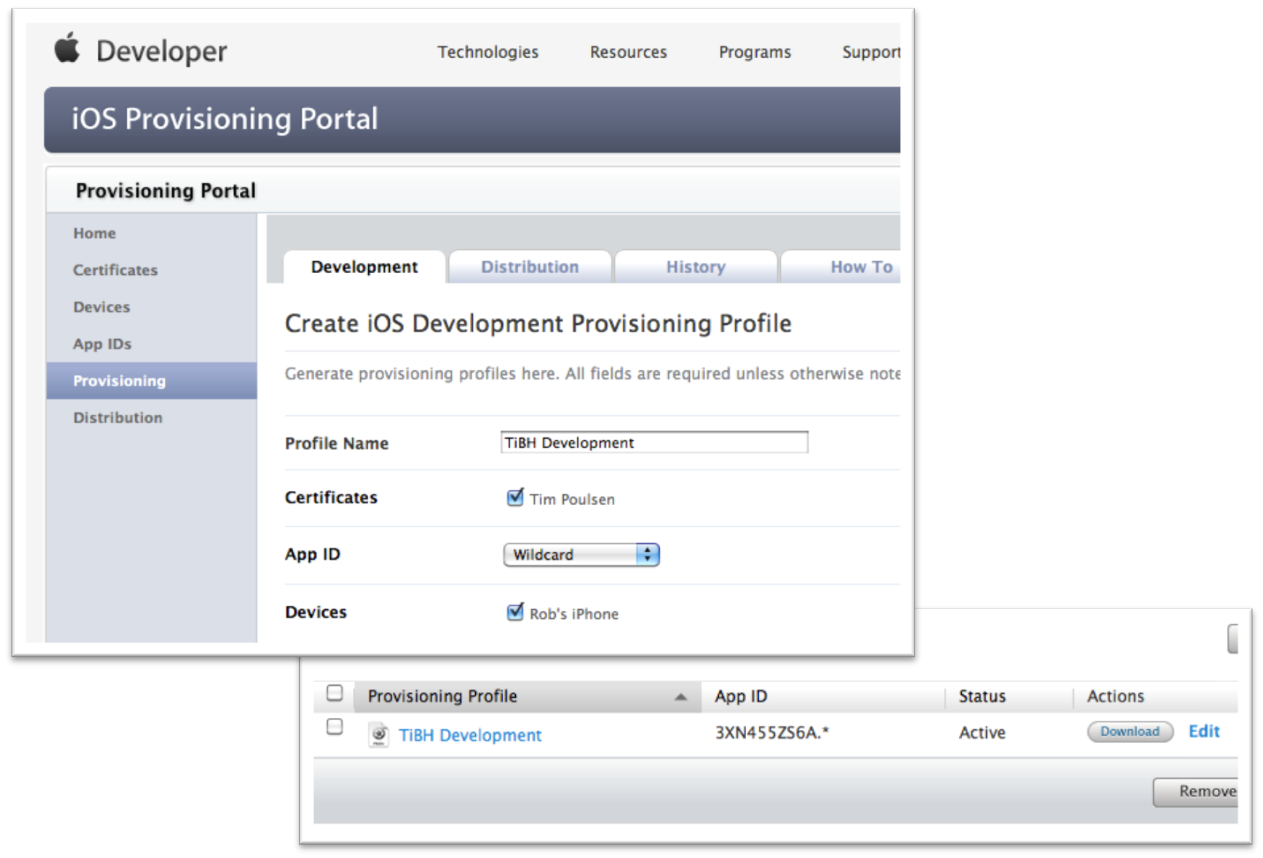 Developer Technologies Resources Programs Support
iOS Provisioning Portal
Provisioning Portal
Home
Certificates
Devices
App IDs
Provisioning
Distribution
Development Distribution History How To
Create iOS Development Provisioning Profile
Generate provisioning profiles here. All fields are required unless otherwise note
Profile Name TiBH Development
Certificates Tim Poulsen
App ID Wildcard
Devices Rob's iPhone
Provisioning Profile App ID Status Actions
TiBH Development 3XN455ZS6A.* Active Download Edit
Remove